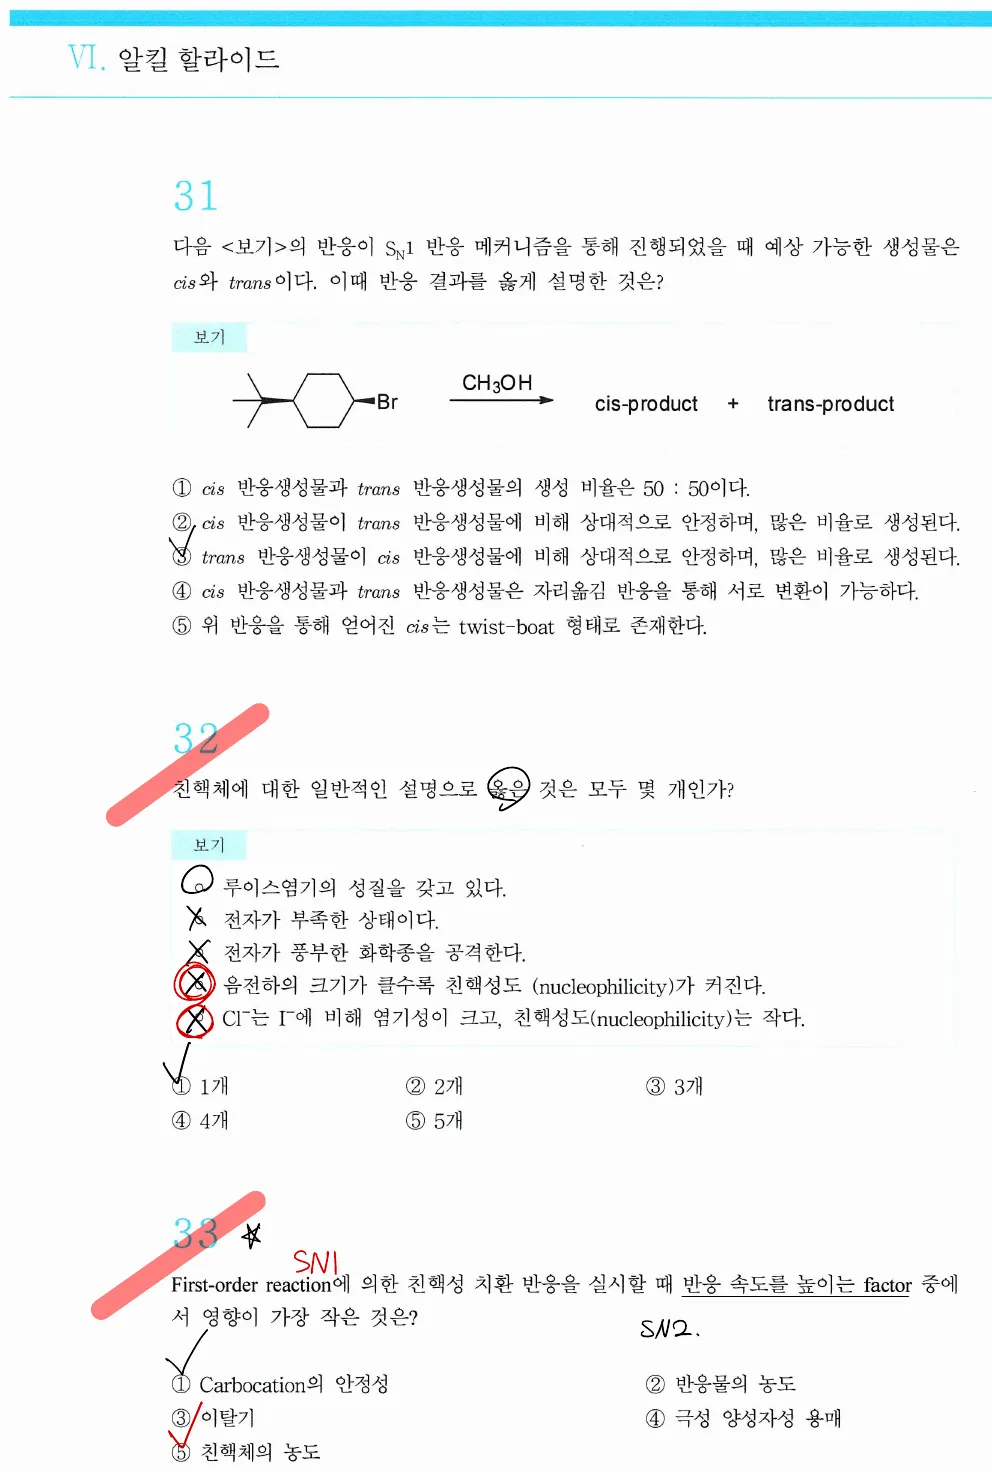 Ⅵ. 알킬 할라이드
31
다음 <보기>의 반응이 SN1 반응 메커니즘을 통해 진행되었을 때 예상 가능한 생성물은
cis와 trans이다. 이때 반응 결과를 옳게 설명한 것은?
보기
Br
CH3OH
cis-product + trans-product
① cis 반응생성물과 trans 반응생성물의 생성 비율은 50 : 50이다.
② cis 반응생성물이 trans 반응생성물에 비해 상대적으로 안정하며, 많은 비율로 생성된다.
③ trans 반응생성물이 cis 반응생성물에 비해 상대적으로 안정하며, 많은 비율로 생성된다.
④ cis 반응생성물과 trans 반응생성물은 자리옮김 반응을 통해 서로 변환이 가능하다.
⑤ 위 반응을 통해 얻어진 cis는 twist-boat 형태로 존재한다.
32
친핵체에 대한 일반적인 설명으로 옳은 것은 모두 몇 개인가?
보기
루이스염기의 성질을 갖고 있다.
전자가 부족한 상태이다.
전자가 풍부한 화학종을 공격한다.
음전하의 크기가 클수록 친핵성도 (nucleophilicity)가 커진다.
Cl⁻는 I⁻에 비해 염기성이 크고, 친핵성도(nucleophilicity)는 작다.
① 1개 ② 2개 ③ 3개
④ 4개 ⑤ 5개
33
SN1
First-order reaction에 의한 친핵성 치환 반응을 실시할 때 반응 속도를 높이는 factor 중에
서 영향이 가장 작은 것은?
SN2.
① Carbocation의 안정성 ② 반응물의 농도
③ 이탈기 ④ 극성 양성자성 용매
⑤ 친핵체의 농도